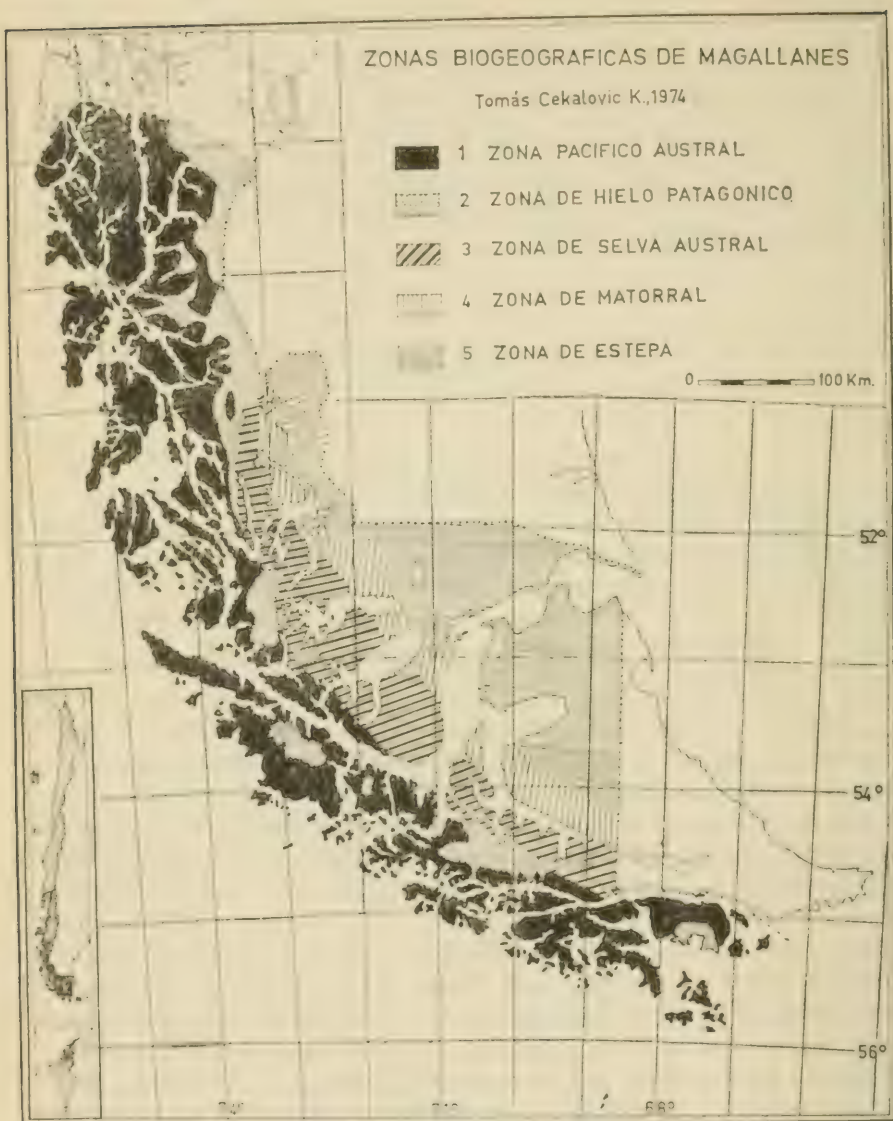 ZONAS BIOGEOGRAFICAS DE MAGALLANES
Tomás Cekalovic K.,1974
1 ZONA PACIFICO AUSTRAL
2 ZONA DE HIELO PATAGONICO
3 ZONA DE SELVA AUSTRAL
4 ZONA DE MATORRAL
5 ZONA DE ESTEPA
0 100 Km.
52°
54°
56°
68°